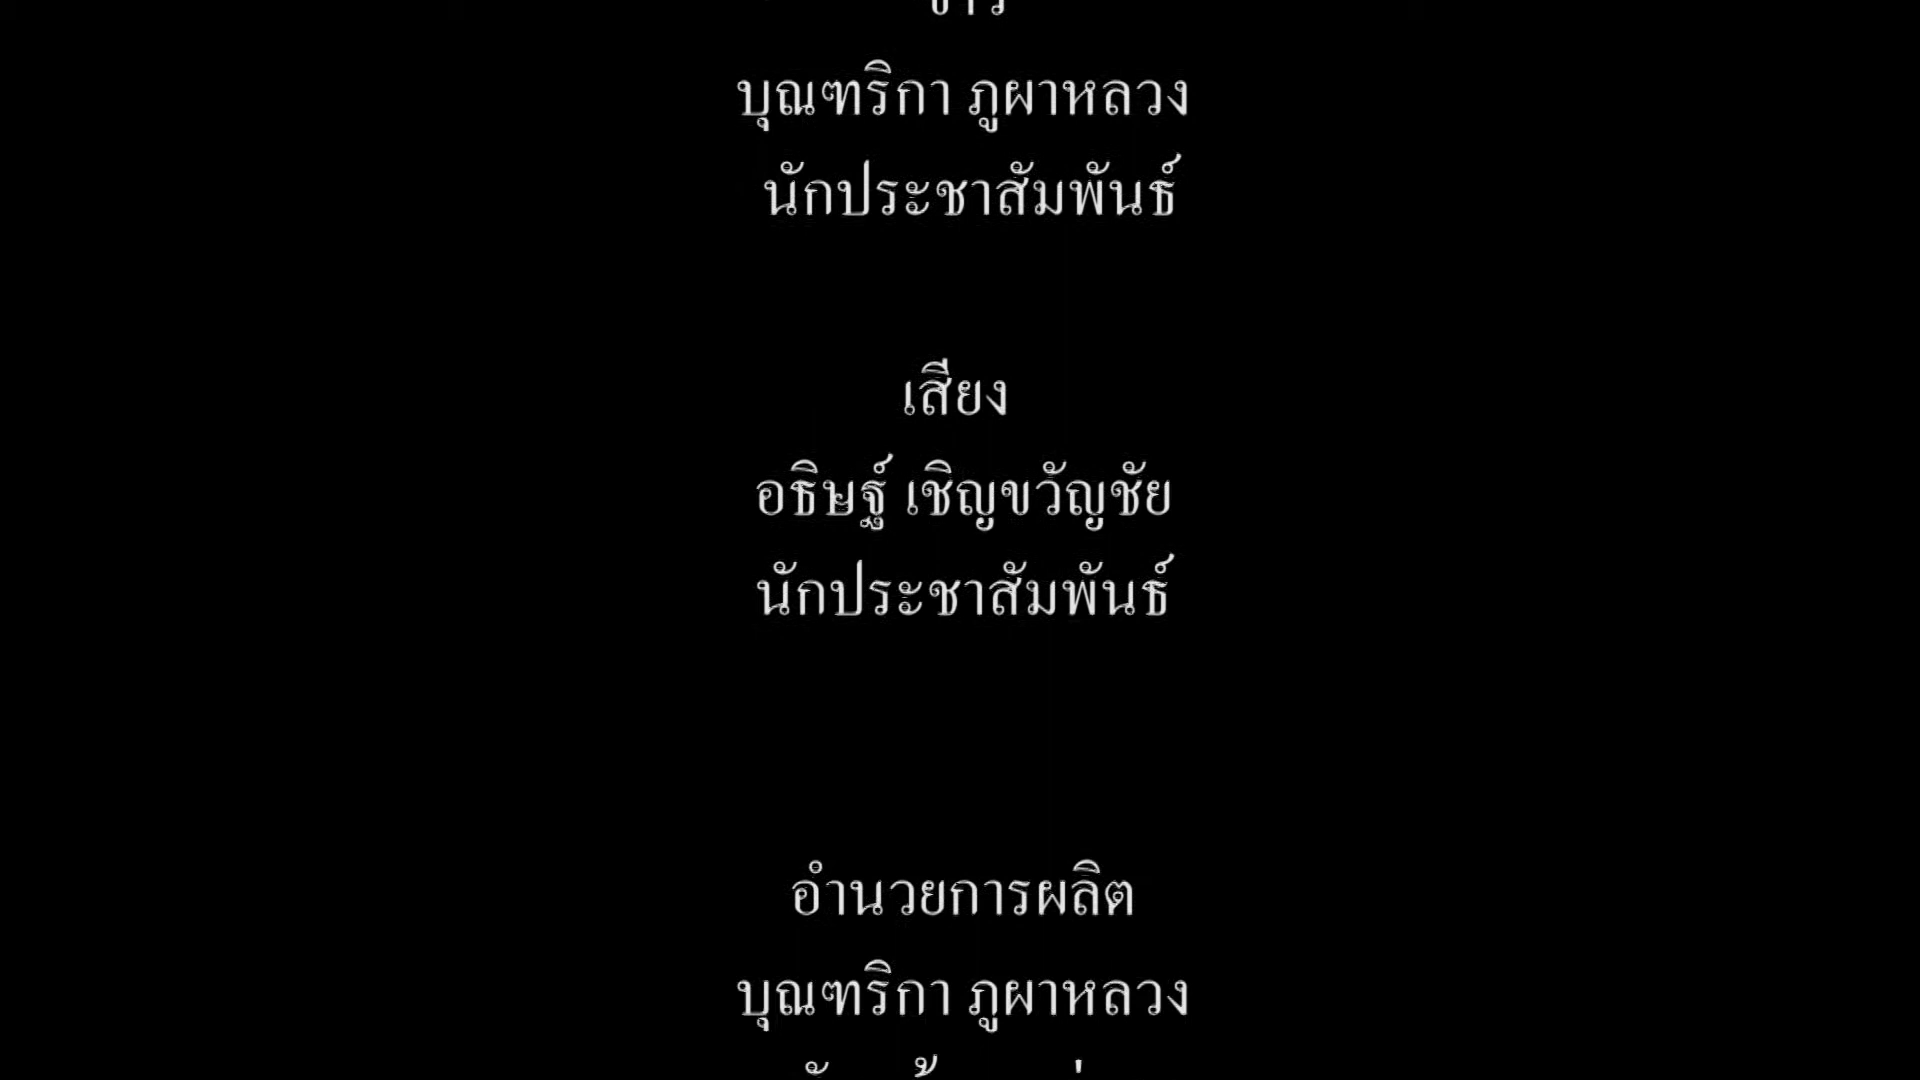 ข่าว
บุณฑริกา ภูผาหลวง
นักประชาสัมพันธ์
เสียง
อธิษฐ์ เชิญขวัญชัย
นักประชาสัมพันธ์
อำนวยการผลิต
บุณฑริกา ภูผาหลวง